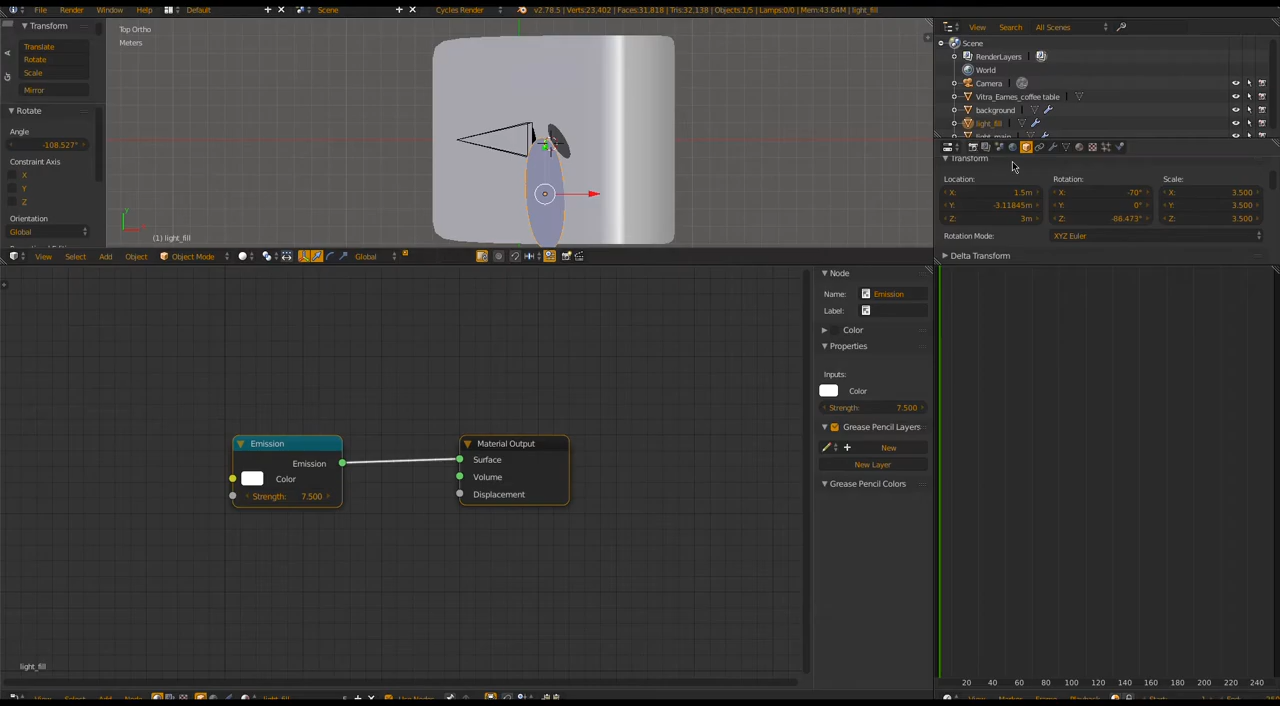 File Render Window Help Default Scene Cycles Render v2.78.5 | Verts:23,402 | Faces:31,818 | Tris:32,138 | Objects:1/5 | Lamps:0/0 | Mem:43.64M | light_fill
Transform
Translate
Rotate
Scale
Mirror
Rotate
Angle
-108.527°
Constraint Axis
X
Y
Z
Orientation
Global
Top Ortho
Meters
(1) light_fill
View Select Add Object Object Mode Global
View Search All Scenes
Scene
RenderLayers
World
Camera
Vitra_Eames_coffee table
background
light_fill
Transform
Location: Rotation: Scale:
X: 1.5m X: -70° X: 3.500
Y: -3.11845m Y: 0° Y: 3.500
Z: 3m Z: -86.473° Z: 3.500
Rotation Mode: XYZ Euler
Delta Transform
Emission
Emission
Color
Strength: 7.500
Material Output
Surface
Volume
Displacement
light_fill
Node
Name: Emission
Label:
Color
Properties
Inputs:
Color
Strength: 7.500
Grease Pencil Layers
New
New Layer
Grease Pencil Colors
20 40 60 80 100 120 140 160 180 200 220 240